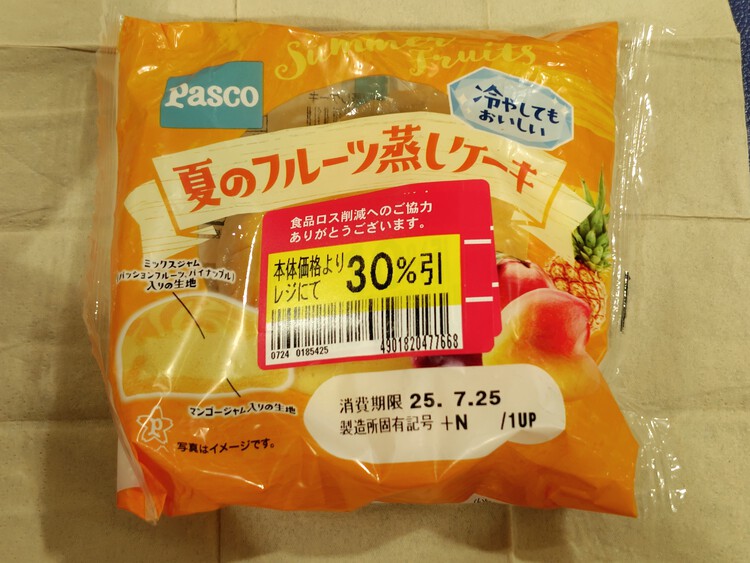 Summer
Fruits
Pasco
冷やしても
おいしい
夏のフルーツ蒸しケーキ
食品ロス削減へのご協力
ありがとうございます。
本体価格より
レジにて
30%引
0724 0185425
4901820477668
ミックスジャム
(パッションフルーツ、パイナップル)
入りの生地
マンゴージャム入りの生地
写真はイメージです。
消費期限 25. 7.25
製造所固有記号 +N /1UP